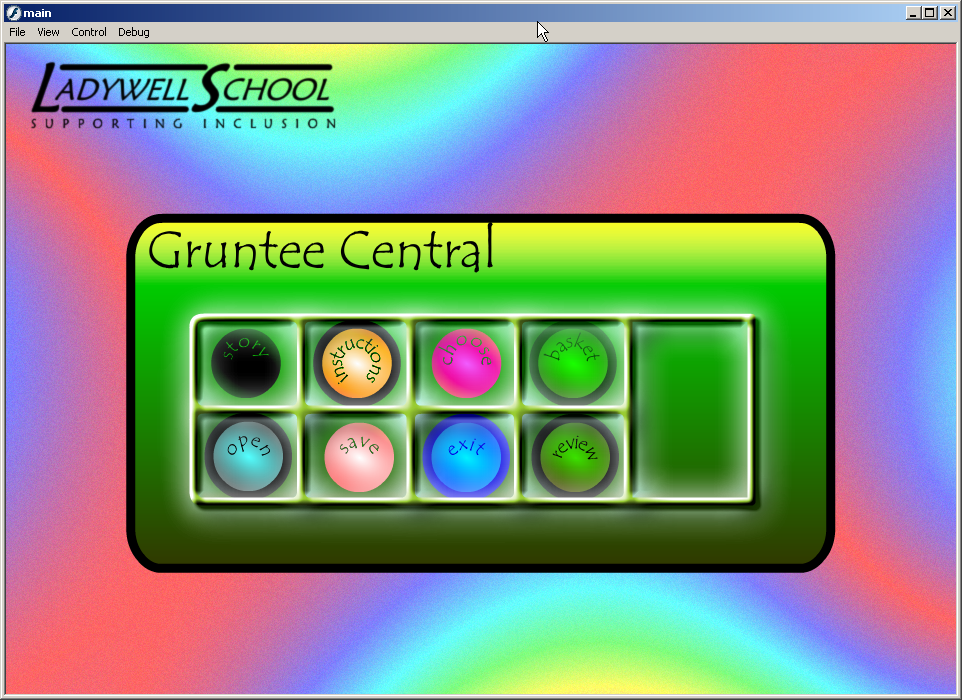 main
File View Control Debug
LADYWELL SCHOOL
SUPPORTING INCLUSION
Gruntee Central
story instructions choose basket
open save exit review